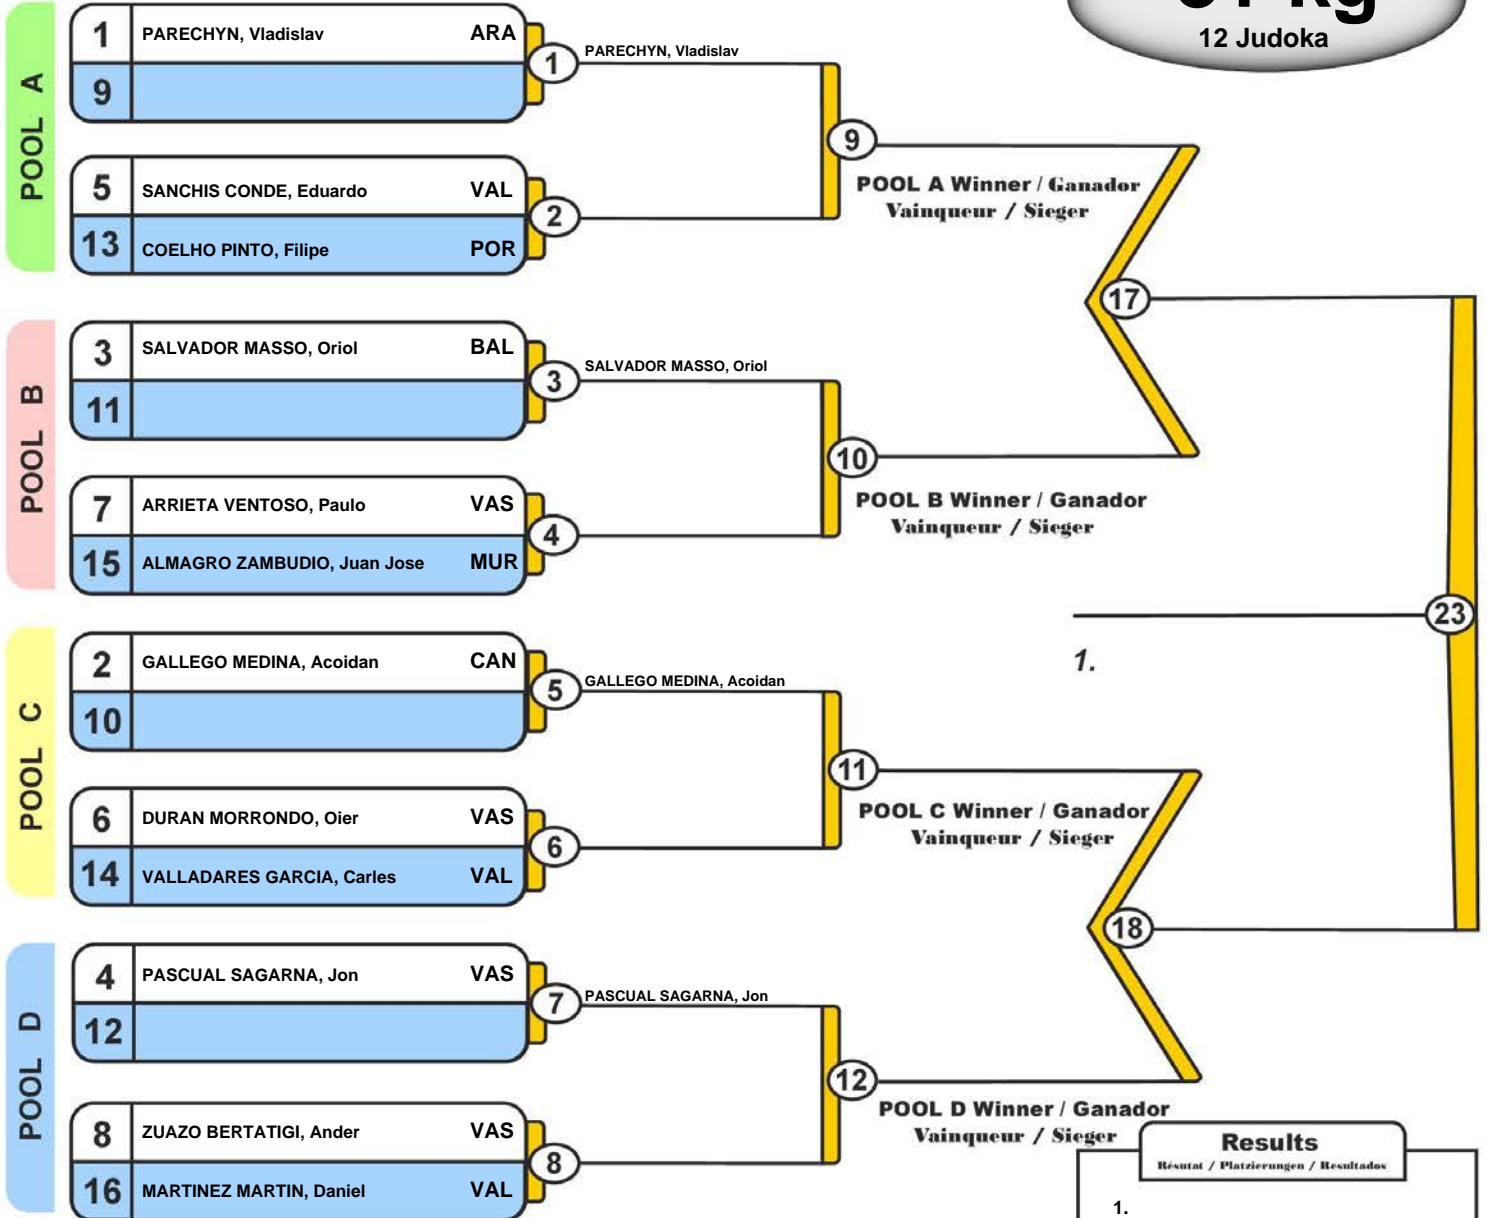 12 Judoka
POOL A
1 PARECHYN, Vladislav ARA
9
1
PARECHYN, Vladislav
5 SANCHIS CONDE, Eduardo VAL
13 COELHO PINTO, Filipe POR
2
9
POOL A Winner / Ganador
Vainqueur / Sieger
17
POOL B
3 SALVADOR MASSO, Oriol BAL
11
3
SALVADOR MASSO, Oriol
7 ARRIETA VENTOSO, Paulo VAS
15 ALMAGRO ZAMBUDIO, Juan Jose MUR
4
10
POOL B Winner / Ganador
Vainqueur / Sieger
23
1.
POOL C
2 GALLEGO MEDINA, Acoidan CAN
10
5
GALLEGO MEDINA, Acoidan
6 DURAN MORRONDO, Oier VAS
14 VALLADARES GARCIA, Carles VAL
6
11
POOL C Winner / Ganador
Vainqueur / Sieger
18
POOL D
4 PASCUAL SAGARNA, Jon VAS
12
7
PASCUAL SAGARNA, Jon
8 ZUAZO BERTATIGI, Ander VAS
16 MARTINEZ MARTIN, Daniel VAL
8
12
POOL D Winner / Ganador
Vainqueur / Sieger
Results
Résutat / Platzierungen / Resultados
1.